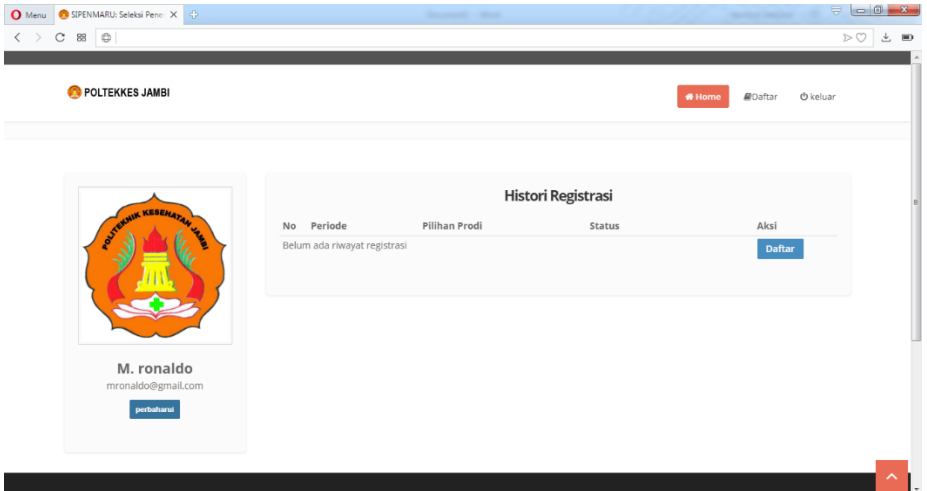 Menu
SIPENMARU: Seleksi Pene
POLTEKKES JAMBI
Home
Daftar
keluar
POLITEKNIK KESEHATAN JAMBI
Histori Registrasi
No Periode Pilihan Prodi Status Aksi
Belum ada riwayat registrasi
Daftar
M. ronaldo
mronaldo@gmail.com
perbaharui